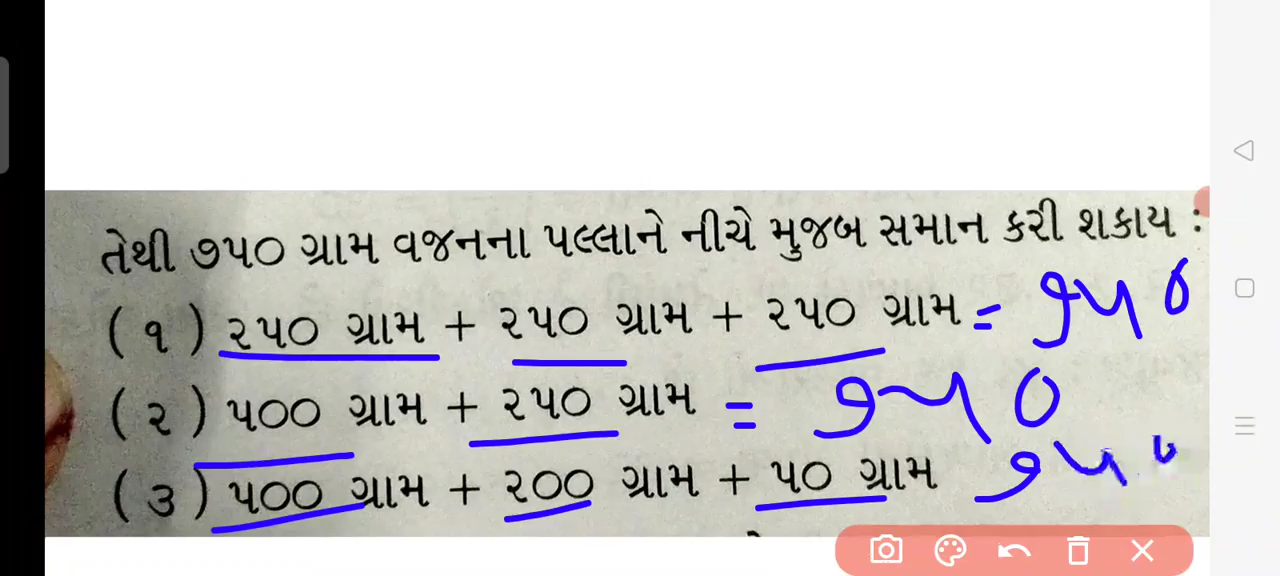 તેથી ૭૫૦ ગ્રામ વજનના પલ્લાને નીચે મુજબ સમાન કરી શકાય :
(૧) ૨૫૦ ગ્રામ + ૨૫૦ ગ્રામ + ૨૫૦ ગ્રામ = ૭૫૦
(૨) ૫૦૦ ગ્રામ + ૨૫૦ ગ્રામ = ૭૫૦
(૩) ૫૦૦ ગ્રામ + ૨૦૦ ગ્રામ + ૫૦ ગ્રામ ૭૫૦